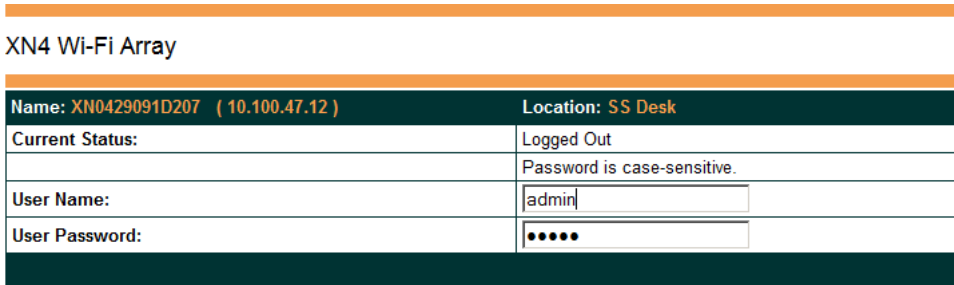 XN4 Wi-Fi Array
Name: XN0429091D207 ( 10.100.47.12 ) Location: SS Desk
Current Status: Logged Out
Password is case-sensitive.
User Name: admin
User Password: •••••